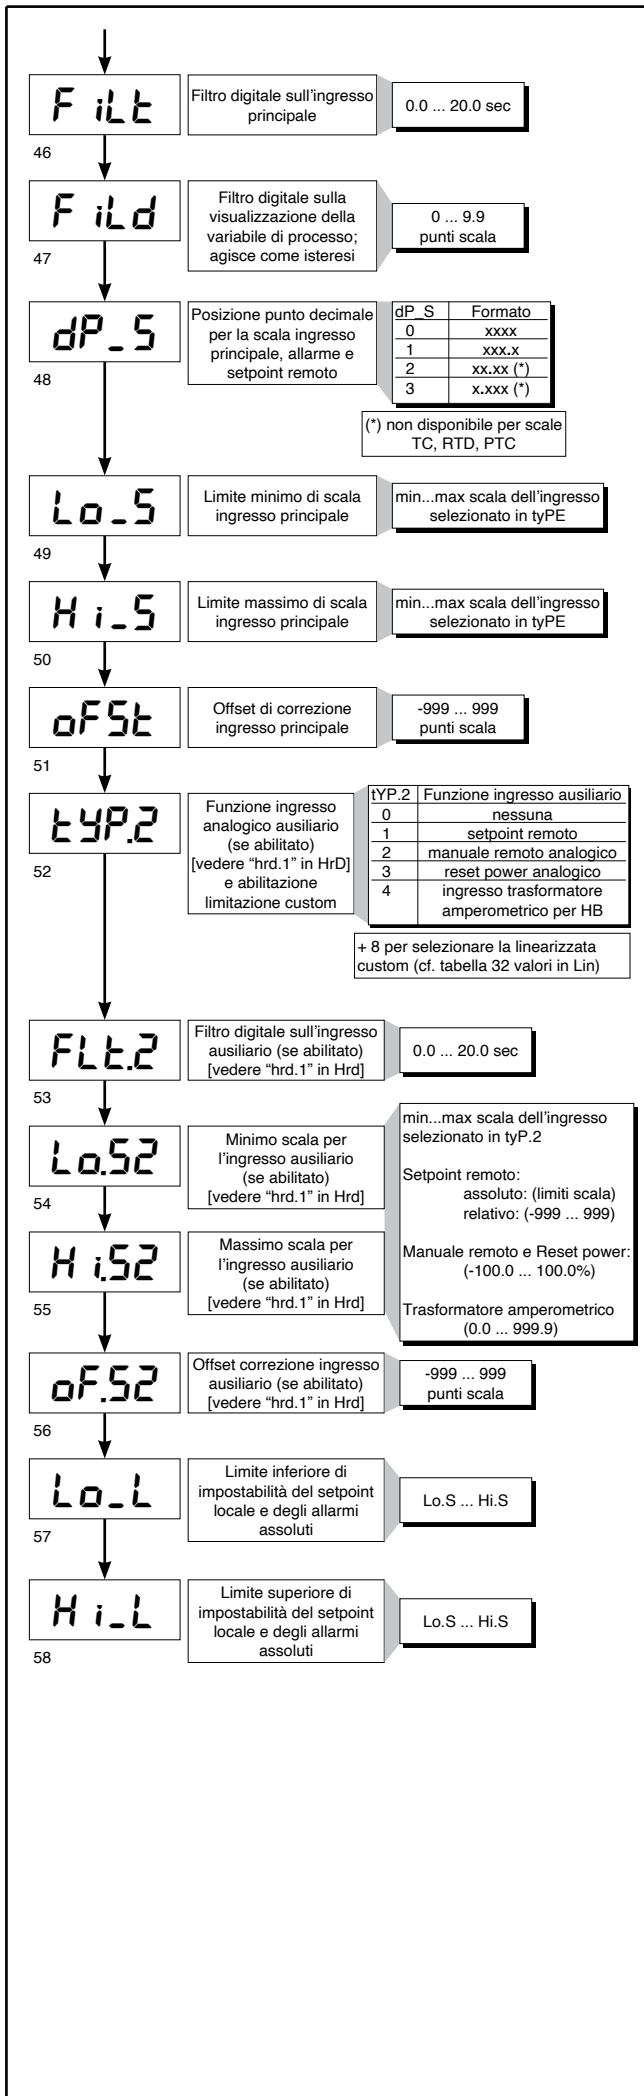 FiLt
Filtro digitale sull'ingresso
principale
0.0 ... 20.0 sec
46
FiLd
Filtro digitale sulla
visualizzazione della
variabile di processo;
agisce come isteresi
0 ... 9.9
punti scala
47
dP_S
Posizione punto decimale
per la scala ingresso
principale, allarme e
setpoint remoto
dP_S Formato
0 xxxx
1 xxx.x
2 xx.xx (*)
3 x.xxx (*)
(*) non disponibile per scale
TC, RTD, PTC
48
Lo_S
Limite minimo di scala
ingresso principale
min...max scala dell'ingresso
selezionato in tyPE
49
Hi_S
Limite massimo di scala
ingresso principale
min...max scala dell'ingresso
selezionato in tyPE
50
oFSt
Offset di correzione
ingresso principale
-999 ... 999
punti scala
51
tYP.2
Funzione ingresso
analogico ausiliario
(se abilitato)
[vedere “hrd.1” in HrD]
e abilitazione
limitazione custom
tYP.2 Funzione ingresso ausiliario
0 nessuna
1 setpoint remoto
2 manuale remoto analogico
3 reset power analogico
4 ingresso trasformatore
amperometrico per HB
+ 8 per selezionare la linearizzata
custom (cf. tabella 32 valori in Lin)
52
FLt.2
Filtro digitale sull'ingresso
ausiliario (se abilitato)
[vedere “hrd.1” in Hrd]
0.0 ... 20.0 sec
53
Lo.S2
Minimo scala per
l'ingresso ausiliario
(se abilitato)
[vedere “hrd.1” in Hrd]
54
min...max scala dell'ingresso
selezionato in tyP.2
Setpoint remoto:
assoluto: (limiti scala)
relativo: (-999 ... 999)
Manuale remoto e Reset power:
(-100.0 ... 100.0%)
Trasformatore amperometrico
(0.0 ... 999.9)
Hi.S2
Massimo scala per
l'ingresso ausiliario
(se abilitato)
[vedere “hrd.1” in Hrd]
55
oF.S2
Offset correzione ingresso
ausiliario (se abilitato)
[vedere “hrd.1” in Hrd]
-999 ... 999
punti scala
56
Lo_L
Limite inferiore di
impostabilità del setpoint
locale e degli allarmi
assoluti
Lo.S ... Hi.S
57
Hi_L
Limite superiore di
impostabilità del setpoint
locale e degli allarmi
assoluti
Lo.S ... Hi.S
58